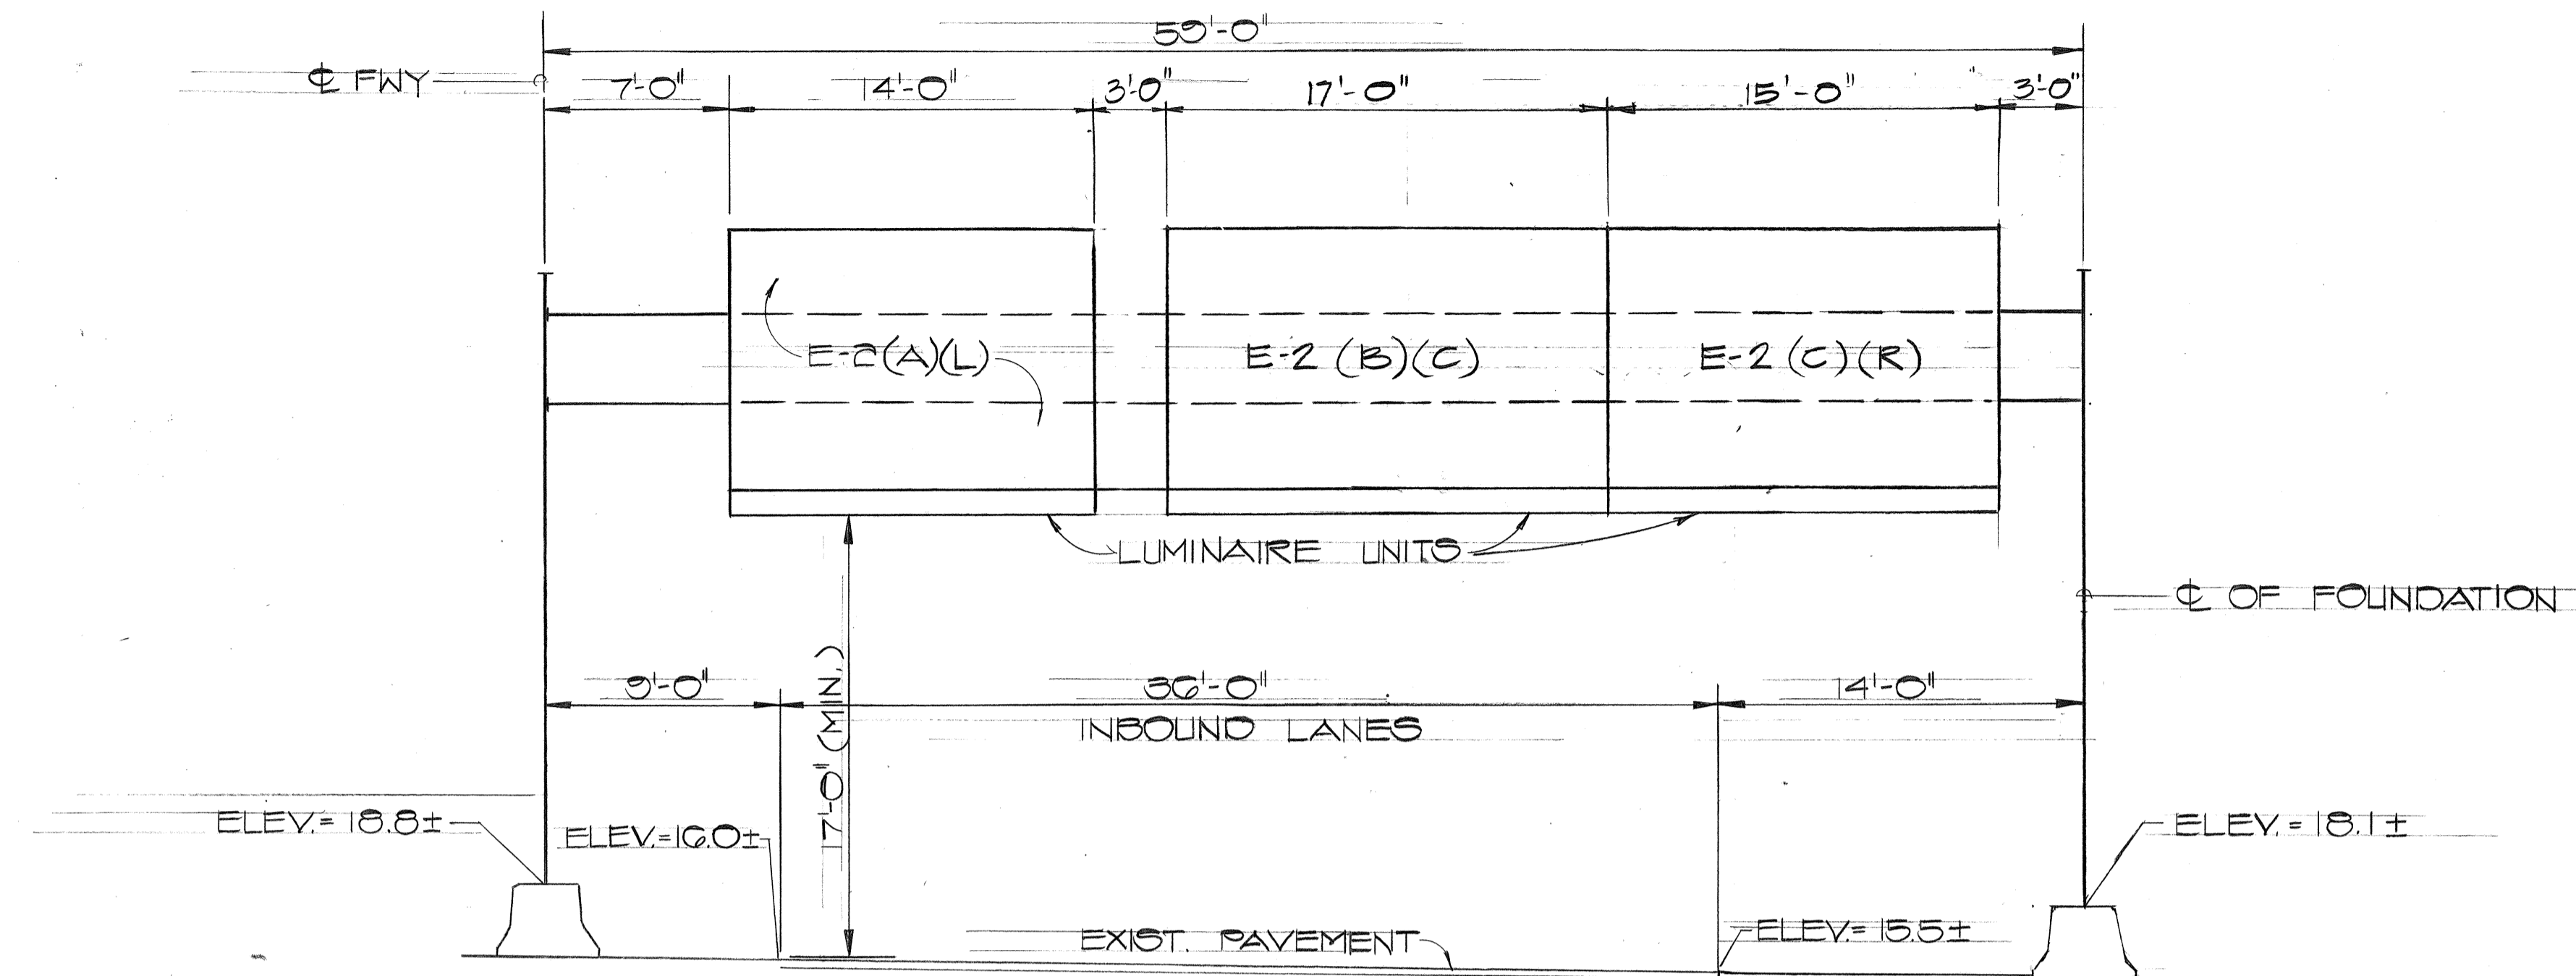 59'-0"
℄ FWY
7'-0" 14'-0" 3'-0" 17'-0" 15'-0" 3'-0"
E-2(A)(L) E-2 (B)(C) E-2 (C)(R)
LUMINAIRE UNITS
℄ OF FOUNDATION
9'-0" 36'-0" 14'-0"
INBOUND LANES
17'-0" (MIN.)
ELEV.= 18.8± ELEV.=16.0± ELEV.= 18.1±
EXIST. PAVEMENT ELEV.= 15.5±